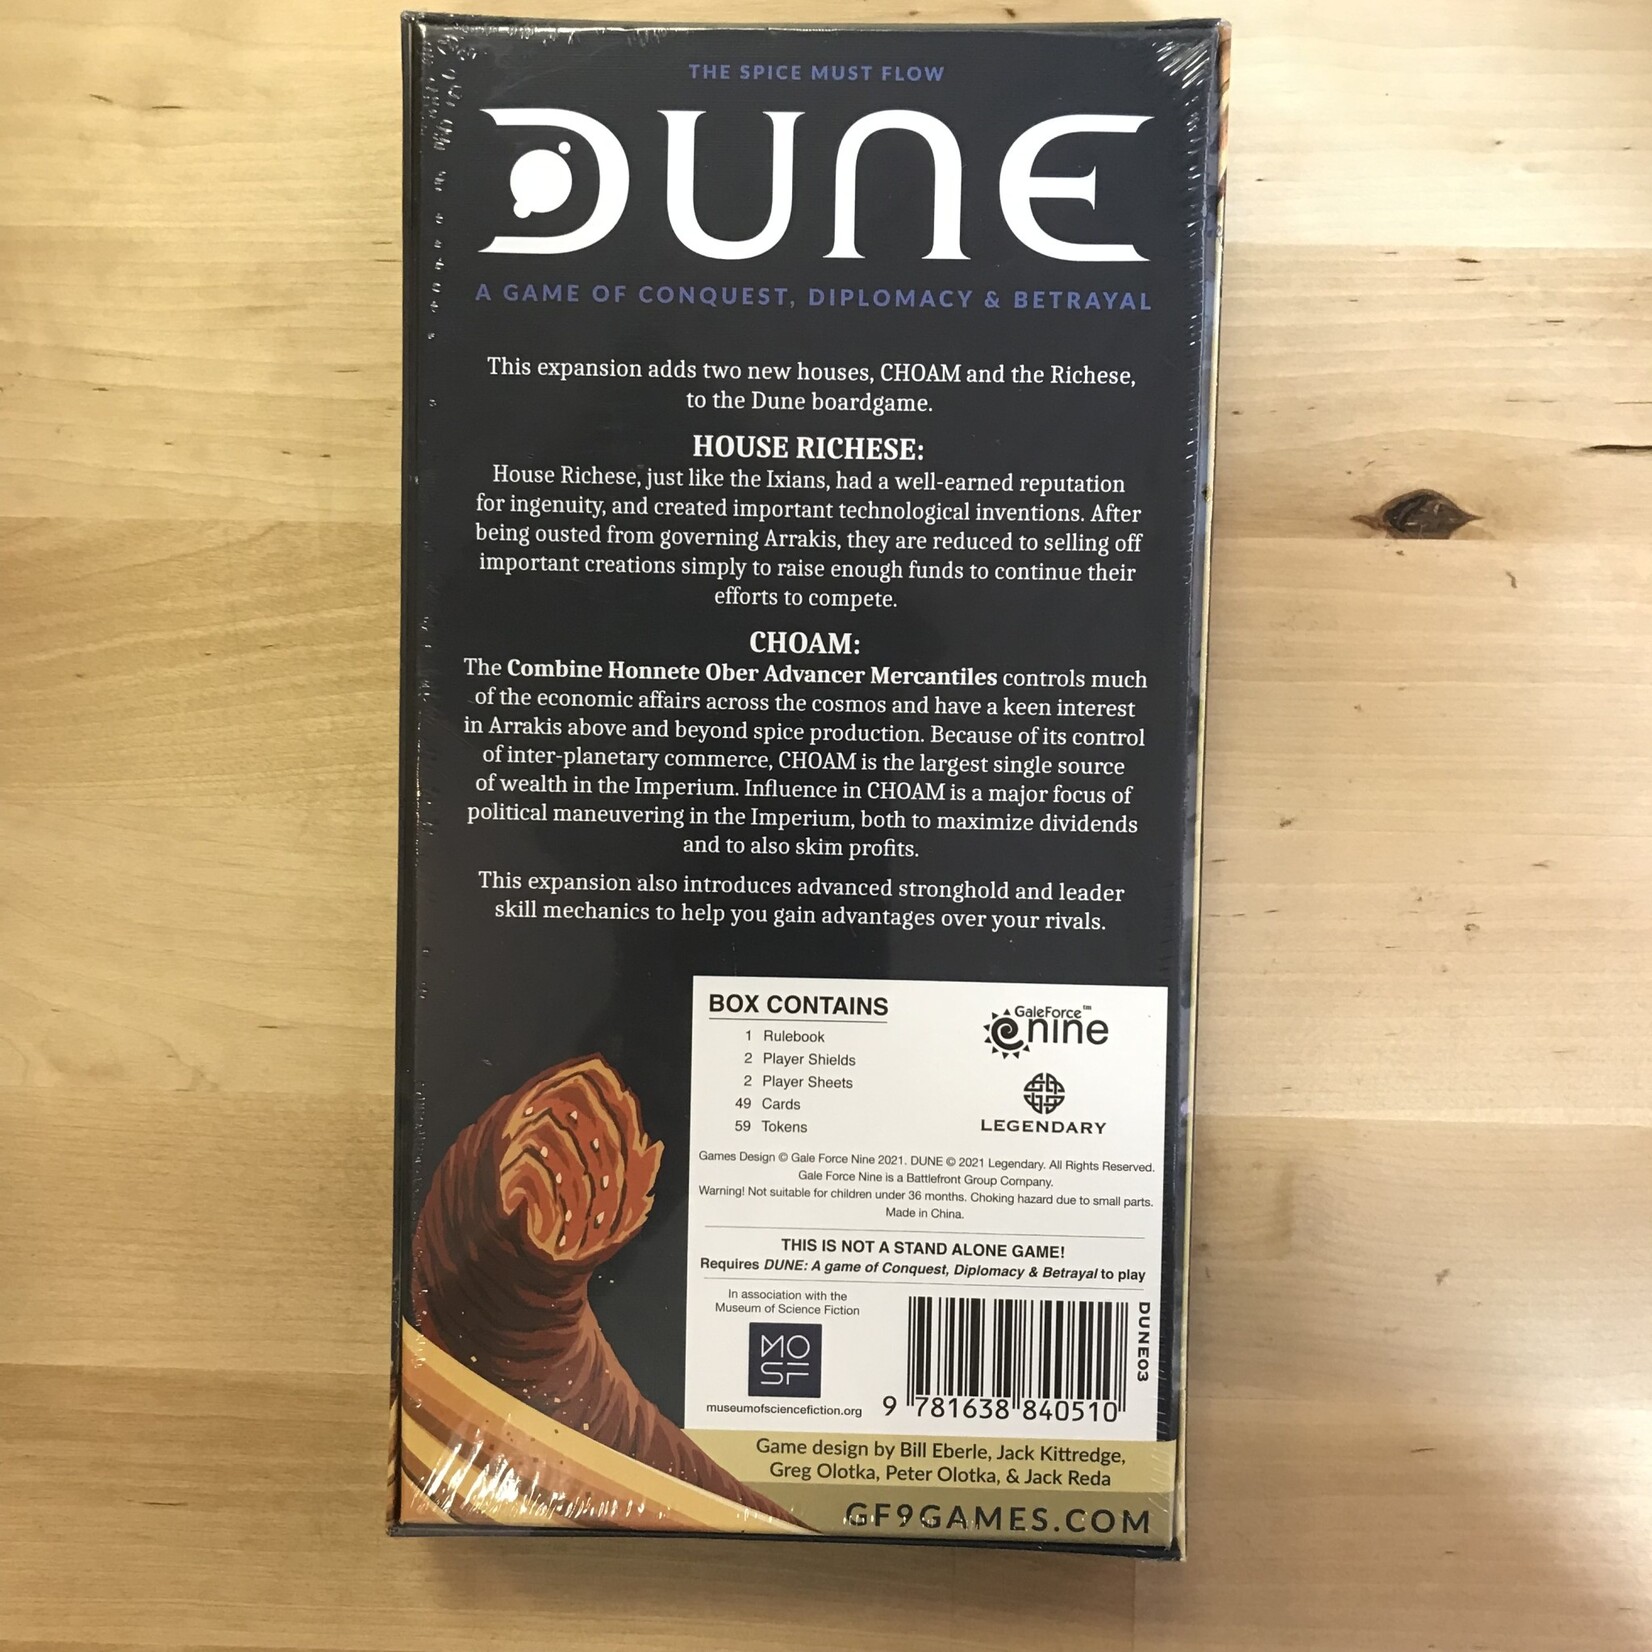 THE SPICE MUST FLOW
DUNE
A GAME OF CONQUEST, DIPLOMACY & BETRAYAL
This expansion adds two new houses, CHOAM and the Richese,
to the Dune boardgame.
HOUSE RICHESE:
House Richese, just like the Ixians, had a well-earned reputation
for ingenuity, and created important technological inventions. After
being ousted from governing Arrakis, they are reduced to selling off
important creations simply to raise enough funds to continue their
efforts to compete.
CHOAM:
The Combine Honnete Ober Advancer Mercantiles controls much
of the economic affairs across the cosmos and have a keen interest
in Arrakis above and beyond spice production. Because of its control
of inter-planetary commerce, CHOAM is the largest single source
of wealth in the Imperium. Influence in CHOAM is a major focus of
political maneuvering in the Imperium, both to maximize dividends
and to also skim profits.
This expansion also introduces advanced stronghold and leader
skill mechanics to help you gain advantages over your rivals.
BOX CONTAINS
1 Rulebook
2 Player Shields
2 Player Sheets
49 Cards
59 Tokens
GaleForce™
nine
LEGENDARY
Games Design © Gale Force Nine 2021. DUNE © 2021 Legendary. All Rights Reserved.
Gale Force Nine is a Battlefront Group Company.
Warning! Not suitable for children under 36 months. Choking hazard due to small parts.
Made in China.
THIS IS NOT A STAND ALONE GAME!
Requires DUNE: A game of Conquest, Diplomacy & Betrayal to play
In association with the
Museum of Science Fiction
MO
SF
museumofsciencefiction.org
9 781638 840510
DUNE03
Game design by Bill Eberle, Jack Kittredge,
Greg Olotka, Peter Olotka, & Jack Reda
GF9GAMES.COM